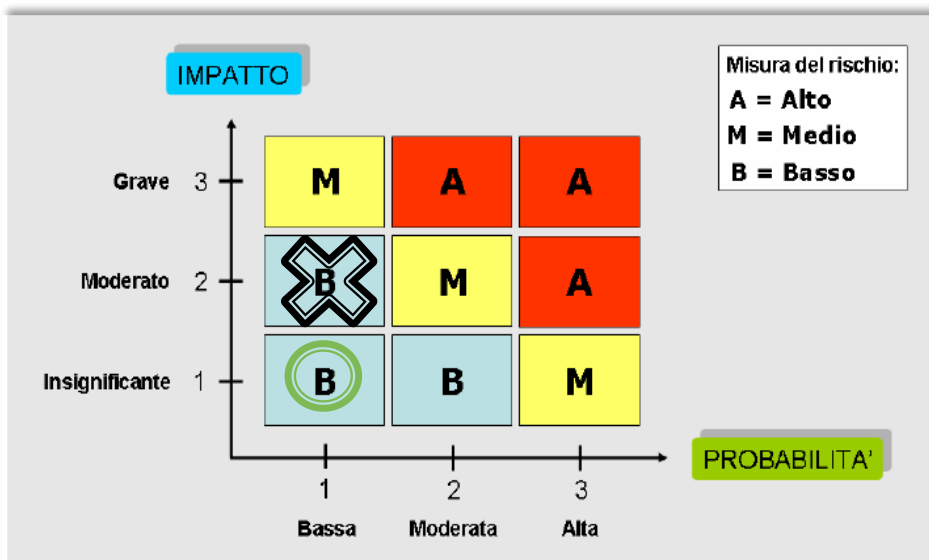 IMPATTO
Misura del rischio:
A = Alto
M = Medio
B = Basso
Grave 3 M A A
Moderato 2 B M A
Insignificante 1 B B M
PROBABILITA’
1 2 3
Bassa Moderata Alta